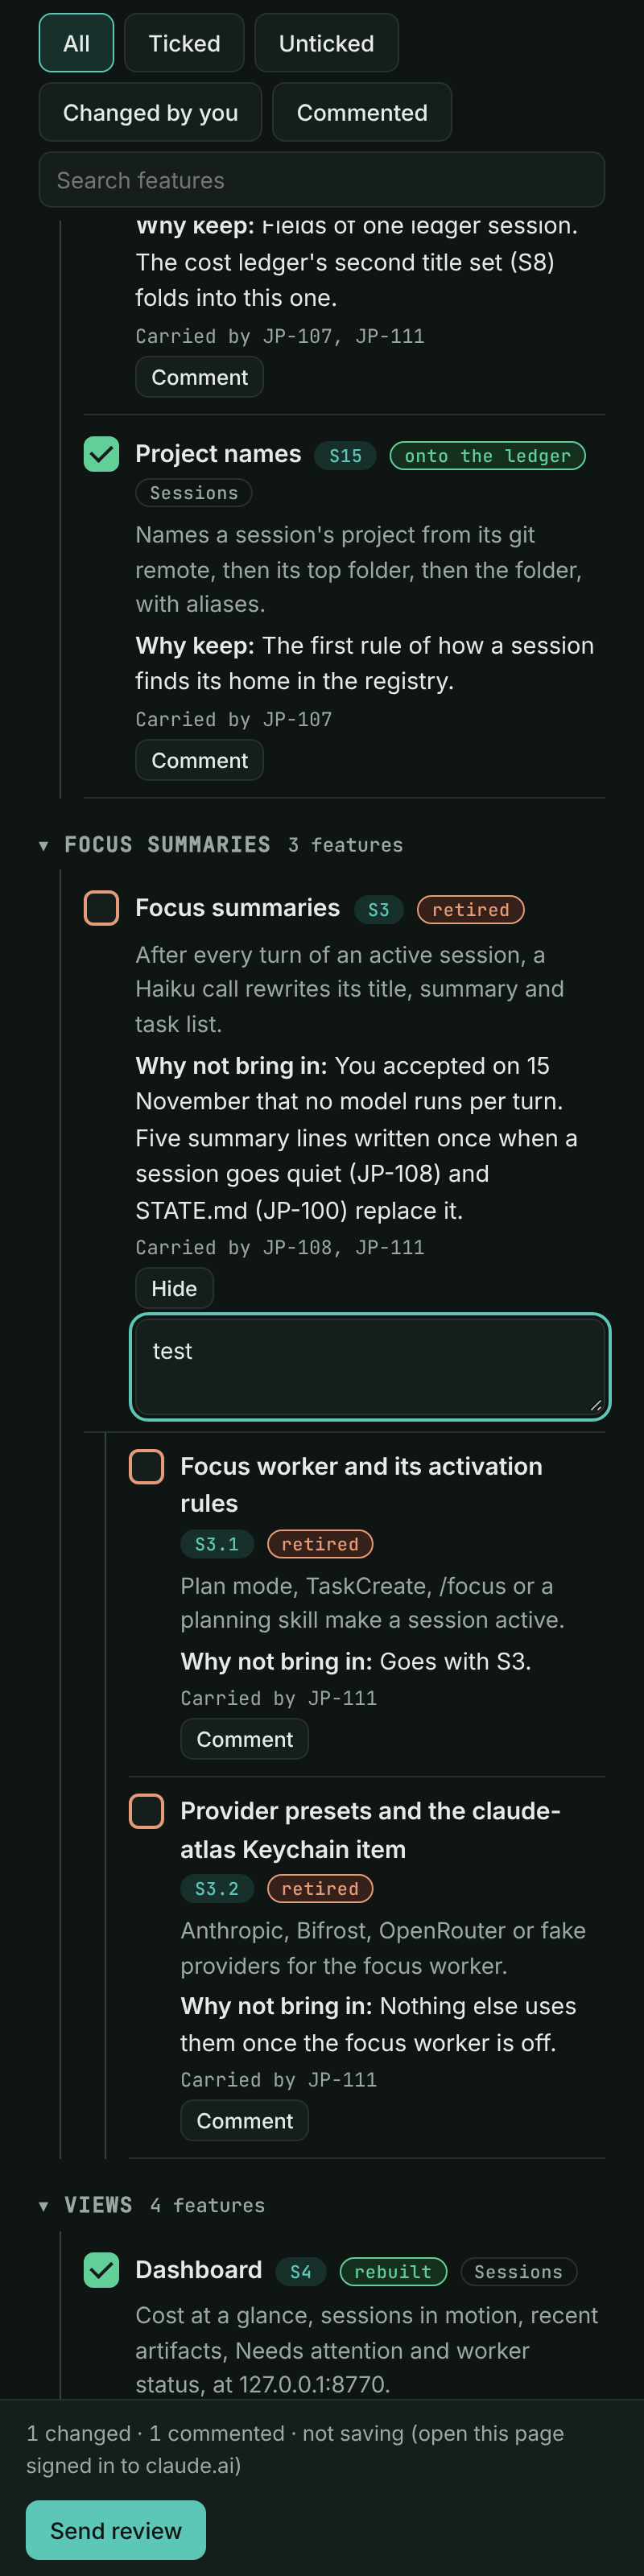 All
Ticked
Unticked
Changed by you
Commented
Search features
Why keep: Fields of one ledger session.
The cost ledger's second title set (S8)
folds into this one.
Carried by JP-107, JP-111
Comment
Project names S15 onto the ledger
Sessions
Names a session's project from its git
remote, then its top folder, then the folder,
with aliases.
Why keep: The first rule of how a session
finds its home in the registry.
Carried by JP-107
Comment
▼ FOCUS SUMMARIES 3 features
Focus summaries S3 retired
After every turn of an active session, a
Haiku call rewrites its title, summary and
task list.
Why not bring in: You accepted on 15
November that no model runs per turn.
Five summary lines written once when a
session goes quiet (JP-108) and
STATE.md (JP-100) replace it.
Carried by JP-108, JP-111
Hide
test
Focus worker and its activation
rules
S3.1 retired
Plan mode, TaskCreate, /focus or a
planning skill make a session active.
Why not bring in: Goes with S3.
Carried by JP-111
Comment
Provider presets and the claude-
atlas Keychain item
S3.2 retired
Anthropic, Bifrost, OpenRouter or fake
providers for the focus worker.
Why not bring in: Nothing else uses
them once the focus worker is off.
Carried by JP-111
Comment
▼ VIEWS 4 features
Dashboard S4 rebuilt Sessions
Cost at a glance, sessions in motion, recent
artifacts, Needs attention and worker
status, at 127.0.0.1:8770.
1 changed · 1 commented · not saving (open this page
signed in to claude.ai)
Send review